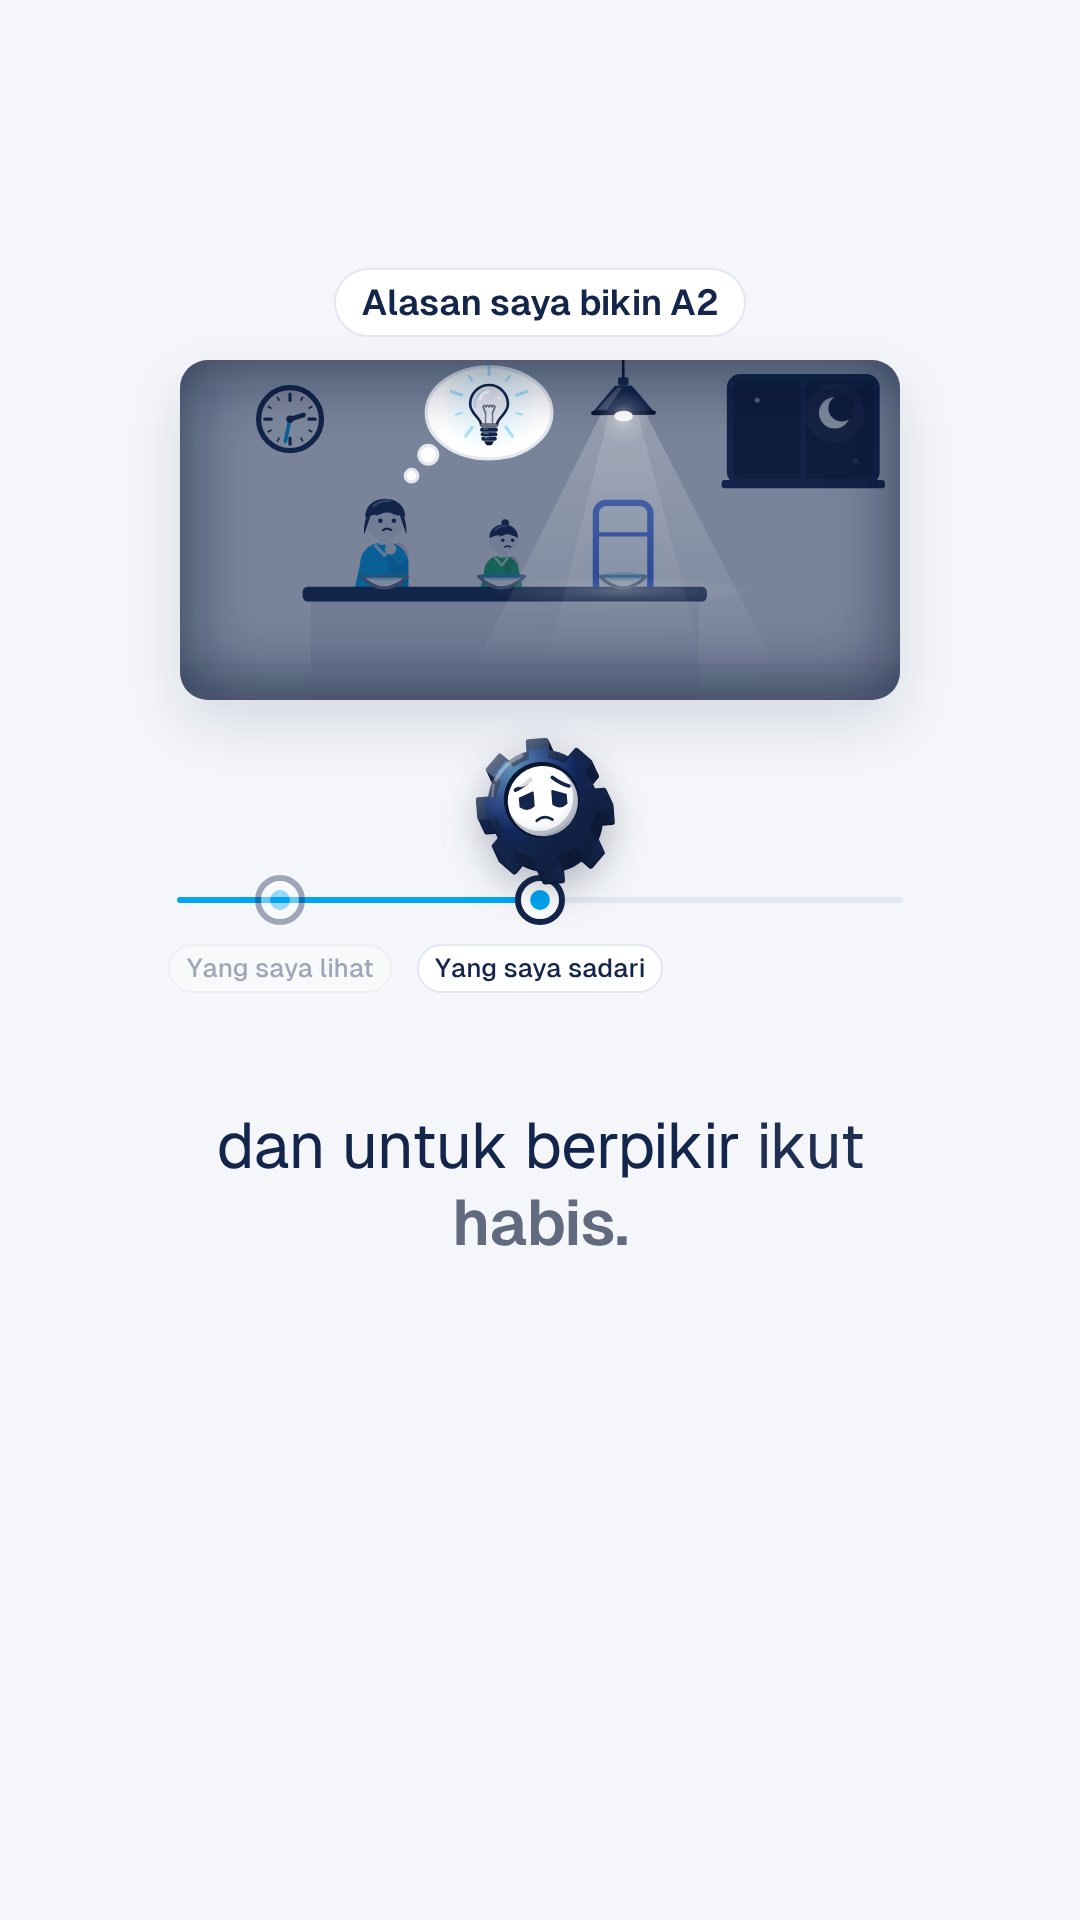 Alasan saya bikin A2
Yang saya lihat
Yang saya sadari
dan untuk berpikir ikut
habis.